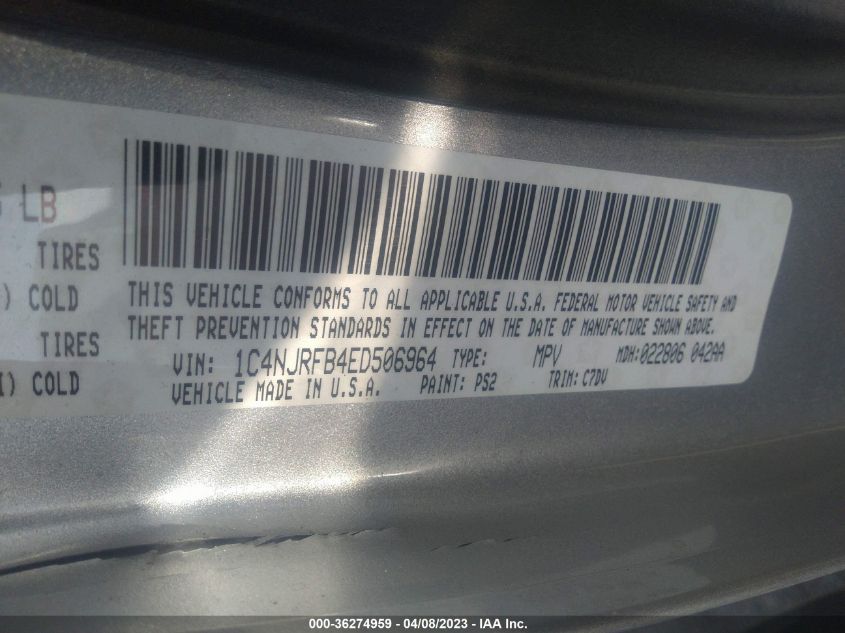 LB
TIRES
) COLD
TIRES
I) COLD
THIS VEHICLE CONFORMS TO ALL APPLICABLE U.S.A. FEDERAL MOTOR VEHICLE SAFETY AND
THEFT PREVENTION STANDARDS IN EFFECT ON THE DATE OF MANUFACTURE SHOWN ABOVE.
VIN: 1C4NJRFB4ED506964 TYPE: MPV MDH:022806 042AA
VEHICLE MADE IN U.S.A. PAINT: PS2 TRIM: C7DV
000-36274959 - 04/08/2023 - IAA Inc.